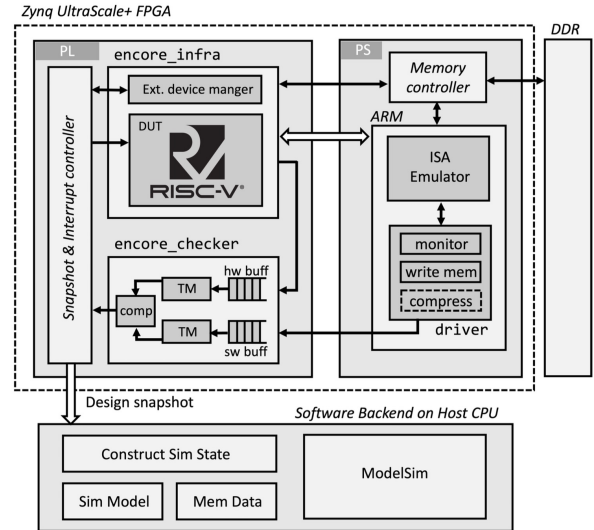 Zynq UltraScale+ FPGA
DDR
PL
encore_infra
PS
Memory
controller
Ext. device manger
ARM
DUT
RISC-V®
ISA
Emulator
Snapshot & Interrupt controller
encore_checker
monitor
hw buff
TM
write mem
comp
compress
TM
driver
sw buff
Design snapshot
Software Backend on Host CPU
Construct Sim State
ModelSim
Sim Model
Mem Data